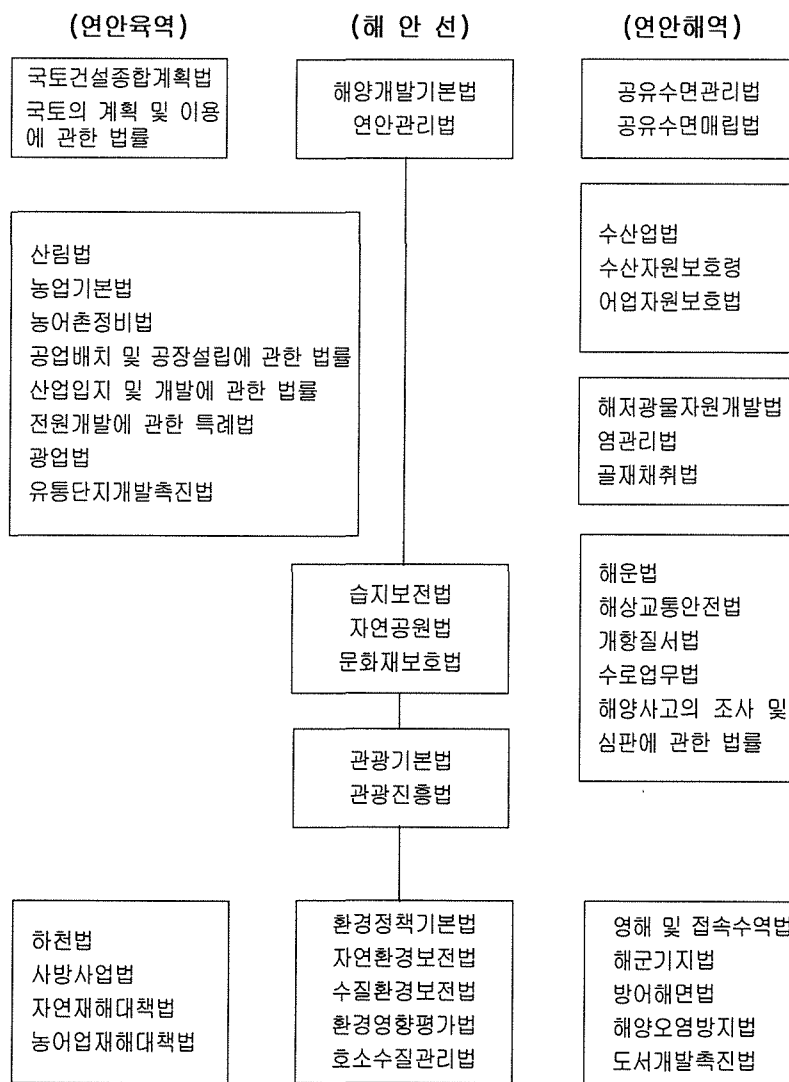 (연안육역)
(해 안 선)
(연안해역)
국토건설종합계획법
국토의 계획 및 이용
에 관한 법률
해양개발기본법
연안관리법
공유수면관리법
공유수면매립법
산림법
농업기본법
농어촌정비법
공업배치 및 공장설립에 관한 법률
산업입지 및 개발에 관한 법률
전원개발에 관한 특례법
광업법
유통단지개발촉진법
수산업법
수산자원보호령
어업자원보호법
해저광물자원개발법
염관리법
골재채취법
습지보전법
자연공원법
문화재보호법
해운법
해상교통안전법
개항질서법
수로업무법
해양사고의 조사 및
심판에 관한 법률
관광기본법
관광진흥법
하천법
사방사업법
자연재해대책법
농어업재해대책법
환경정책기본법
자연환경보전법
수질환경보전법
환경영향평가법
호소수질관리법
영해 및 접속수역법
해군기지법
방어해면법
해양오염방지법
도서개발촉진법